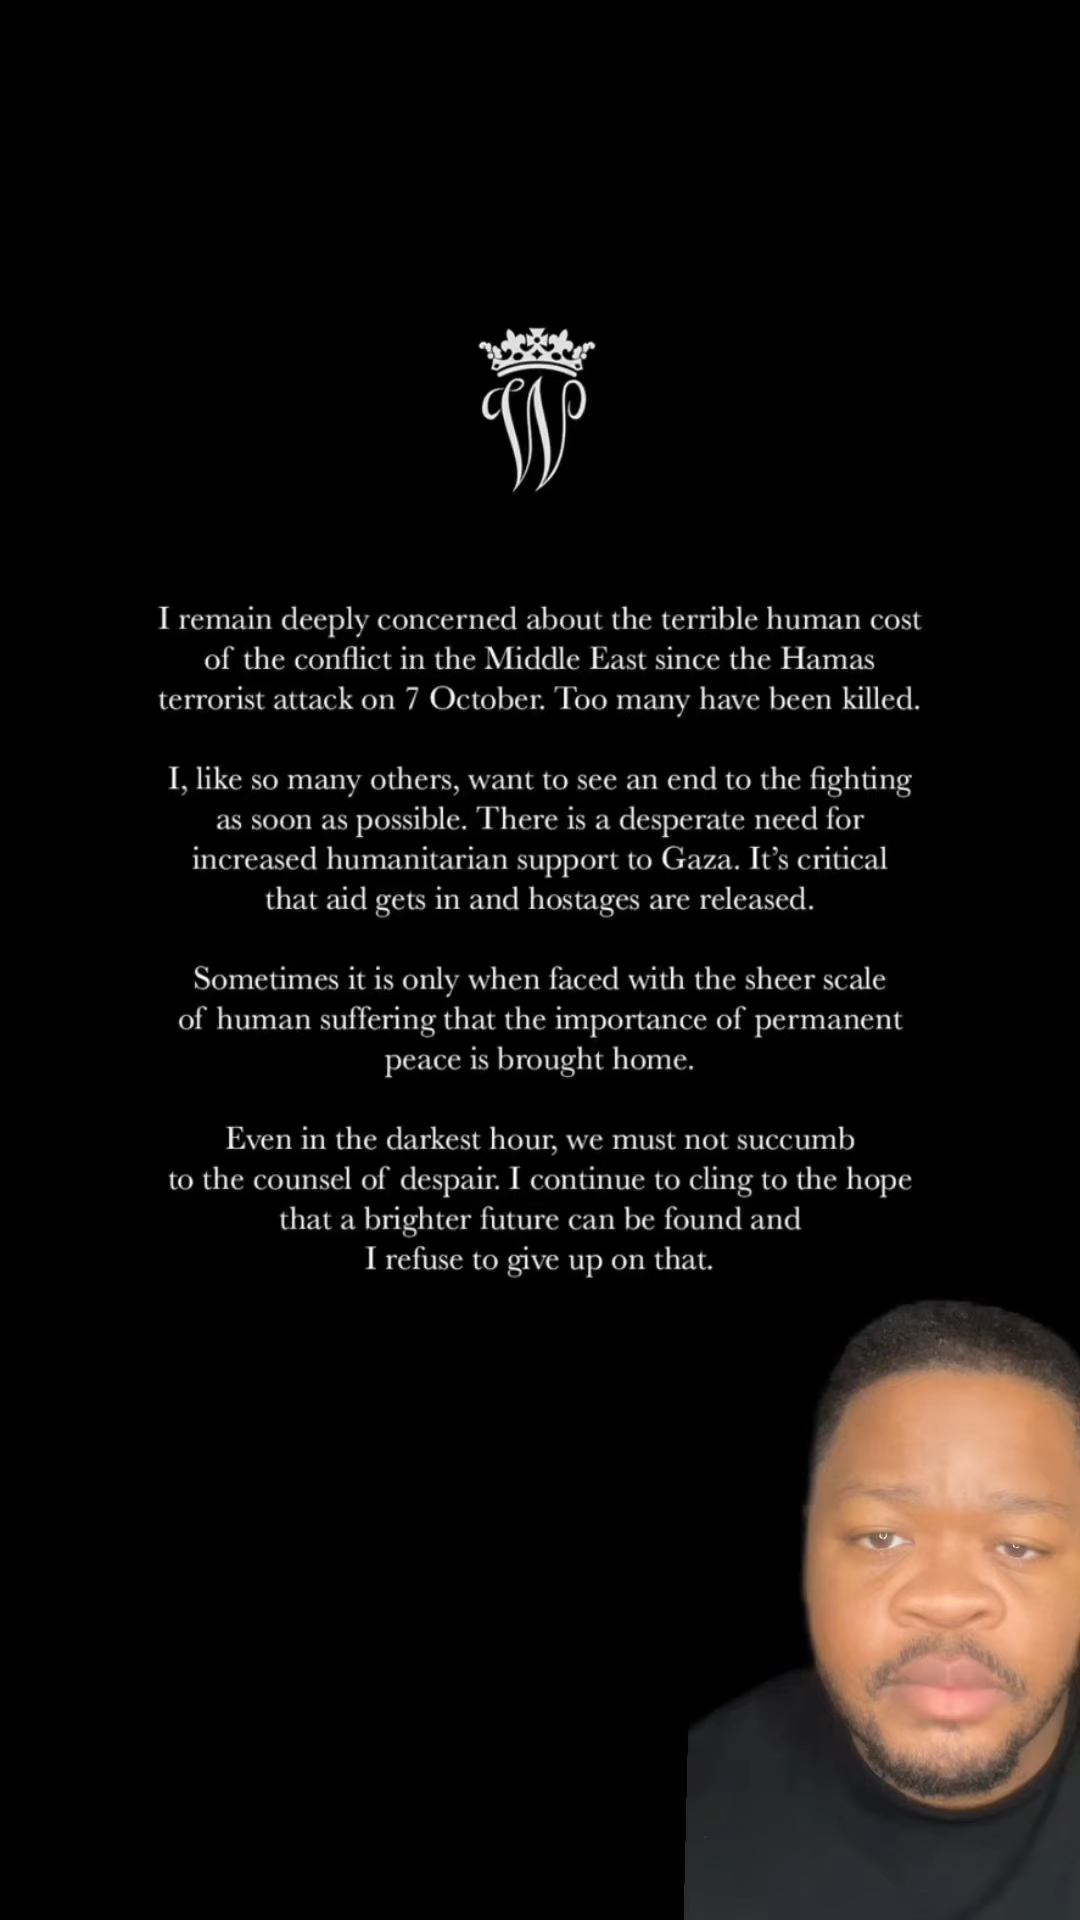 W
I remain deeply concerned about the terrible human cost
of the conflict in the Middle East since the Hamas
terrorist attack on 7 October. Too many have been killed.
I, like so many others, want to see an end to the fighting
as soon as possible. There is a desperate need for
increased humanitarian support to Gaza. It’s critical
that aid gets in and hostages are released.
Sometimes it is only when faced with the sheer scale
of human suffering that the importance of permanent
peace is brought home.
Even in the darkest hour, we must not succumb
to the counsel of despair. I continue to cling to the hope
that a brighter future can be found and
I refuse to give up on that.